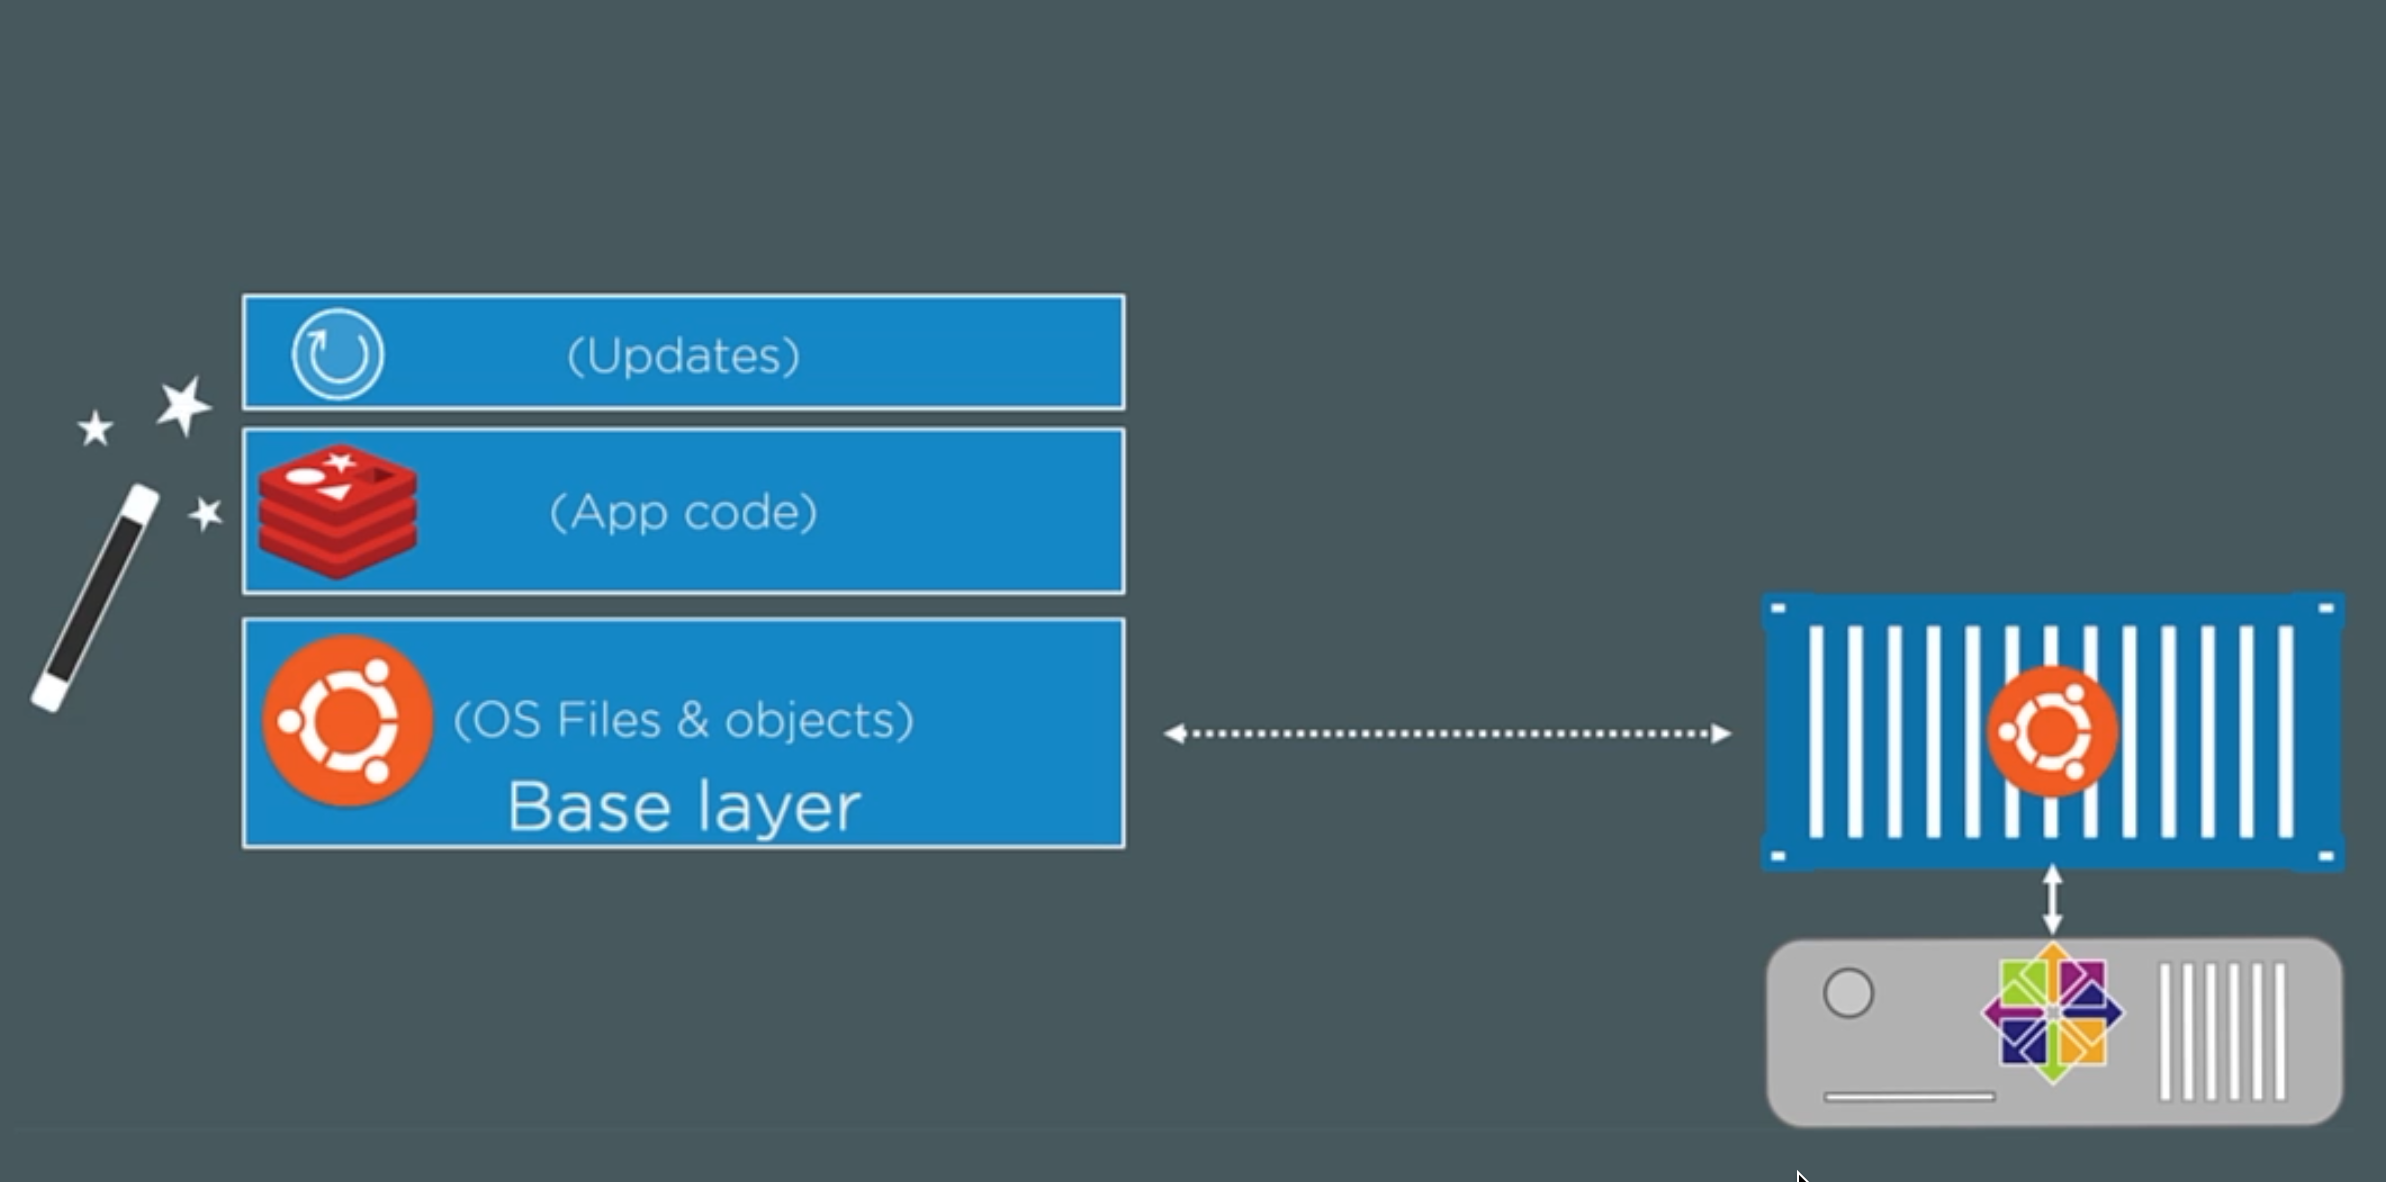 (Updates)
(App code)
(OS Files & objects)
Base layer